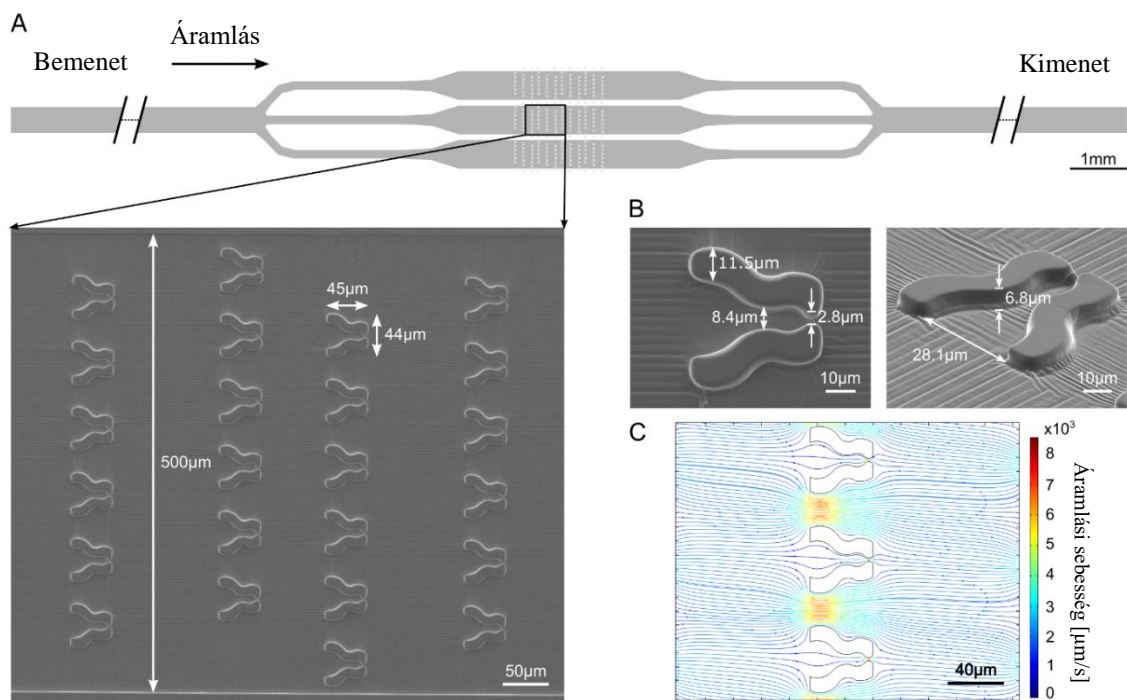 A
Áramlás
Bemenet
Kimenet
1mm
45µm
44µm
500µm
50µm
B
11.5µm
8.4µm
2.8µm
10µm
6.8µm
28.1µm
10µm
C
40µm
x10³
8
7
6
5
4
3
2
1
0
Áramlási sebesség [µm/s]